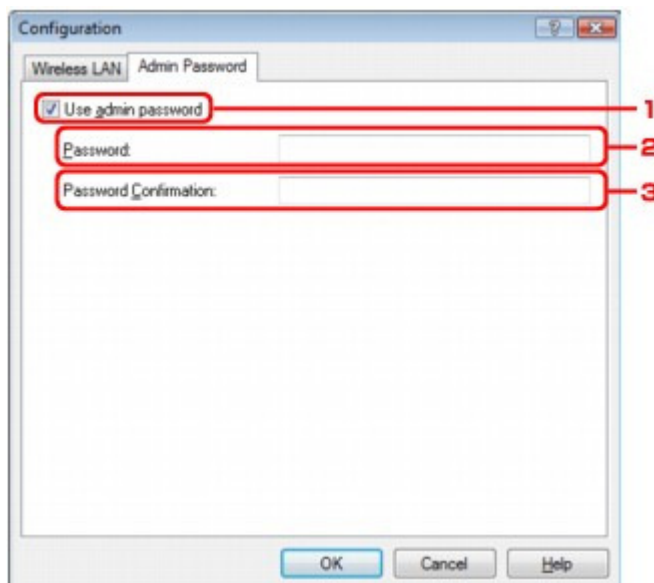 Configuration
Wireless LAN Admin Password
Use admin password 1
Password: 2
Password Confirmation: 3
OK Cancel Help